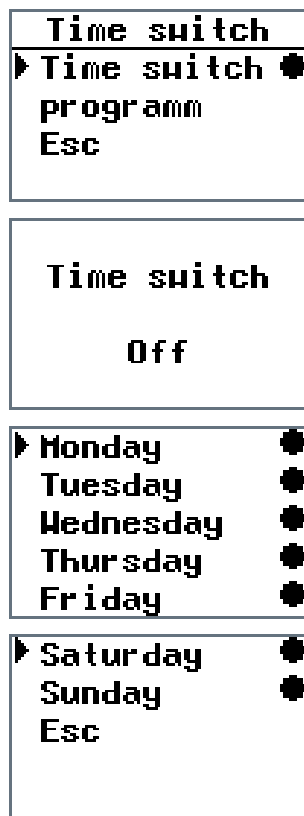 Time switch
Time switch
programm
Esc
Time switch
Off
Monday
Tuesday
Wednesday
Thursday
Friday
Saturday
Sunday
Esc